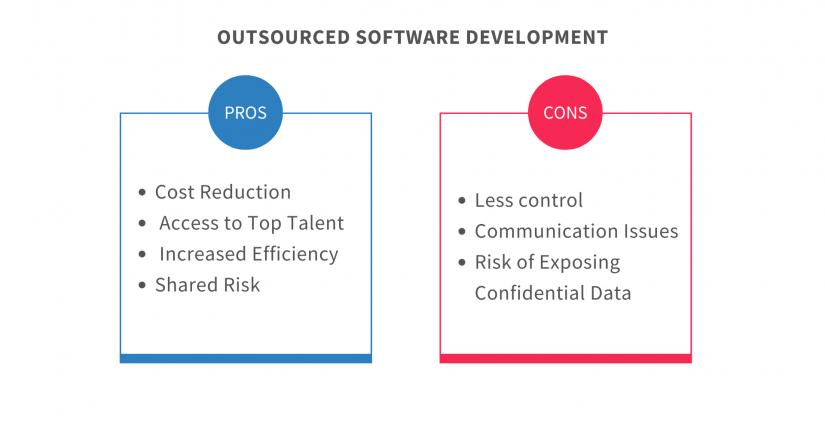 OUTSOURCED SOFTWARE DEVELOPMENT
PROS
• Cost Reduction
• Access to Top Talent
• Increased Efficiency
• Shared Risk
CONS
• Less control
• Communication Issues
• Risk of Exposing
Confidential Data